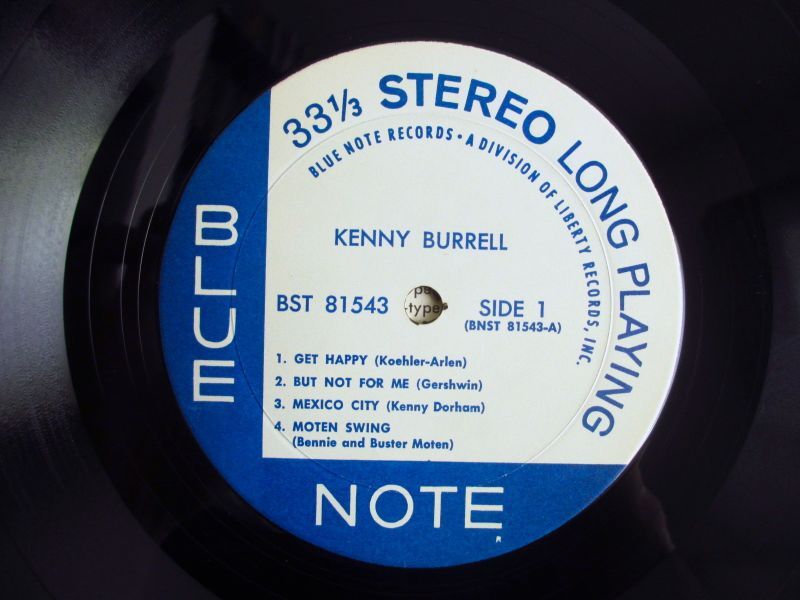 33⅓ STEREO LONG PLAYING
BLUE NOTE RECORDS • A DIVISION OF LIBERTY RECORDS, INC.
KENNY BURRELL
BST 81543
SIDE 1
(BNST 81543-A)
1. GET HAPPY (Koehler-Arlen)
2. BUT NOT FOR ME (Gershwin)
3. MEXICO CITY (Kenny Dorham)
4. MOTEN SWING
(Bennie and Buster Moten)
BLUE
NOTE
R